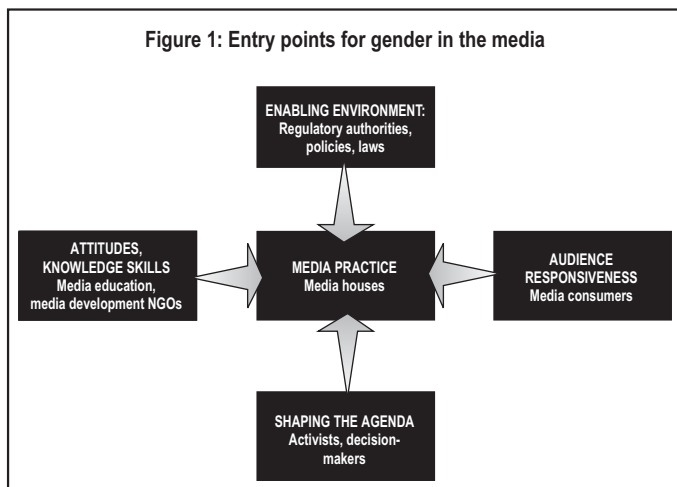 Figure 1: Entry points for gender in the media
ENABLING ENVIRONMENT:
Regulatory authorities,
policies, laws
ATTITUDES,
KNOWLEDGE SKILLS
Media education,
media development NGOs
MEDIA PRACTICE
Media houses
AUDIENCE
RESPONSIVENESS
Media consumers
SHAPING THE AGENDA
Activists, decision-
makers